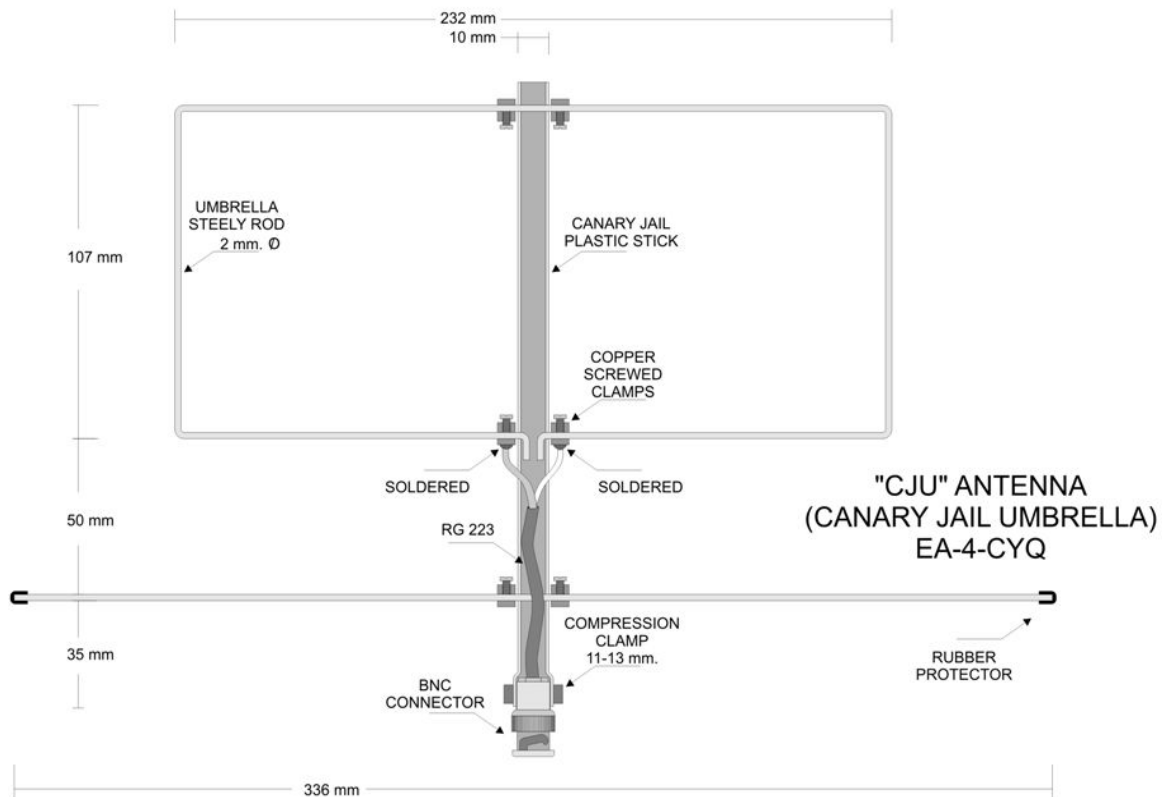 232 mm
10 mm
UMBRELLA
STEELY ROD
2 mm. Ø
CANARY JAIL
PLASTIC STICK
107 mm
COPPER
SCREWED
CLAMPS
SOLDERED
SOLDERED
"CJU" ANTENNA
(CANARY JAIL UMBRELLA)
EA-4-CYQ
50 mm
RG 223
COMPRESSION
CLAMP
11-13 mm.
35 mm
RUBBER
PROTECTOR
BNC
CONNECTOR
336 mm